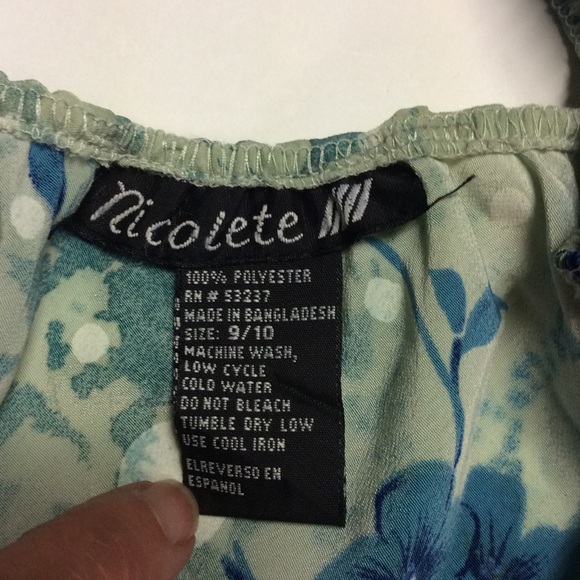 Nicolete
100% POLYESTER
RN # 53237
MADE IN BANGLADESH
SIZE: 9/10
MACHINE WASH,
LOW CYCLE
COLD WATER
DO NOT BLEACH
TUMBLE DRY LOW
USE COOL IRON
ELREVERSO EN
ESPANOL